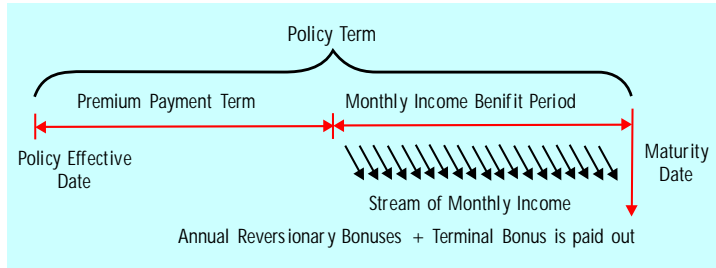 Policy Term
Premium Payment Term
Monthly Income Benifit Period
Policy Effective
Date
Maturity
Date
Stream of Monthly Income
Annual Reversionary Bonuses + Terminal Bonus is paid out